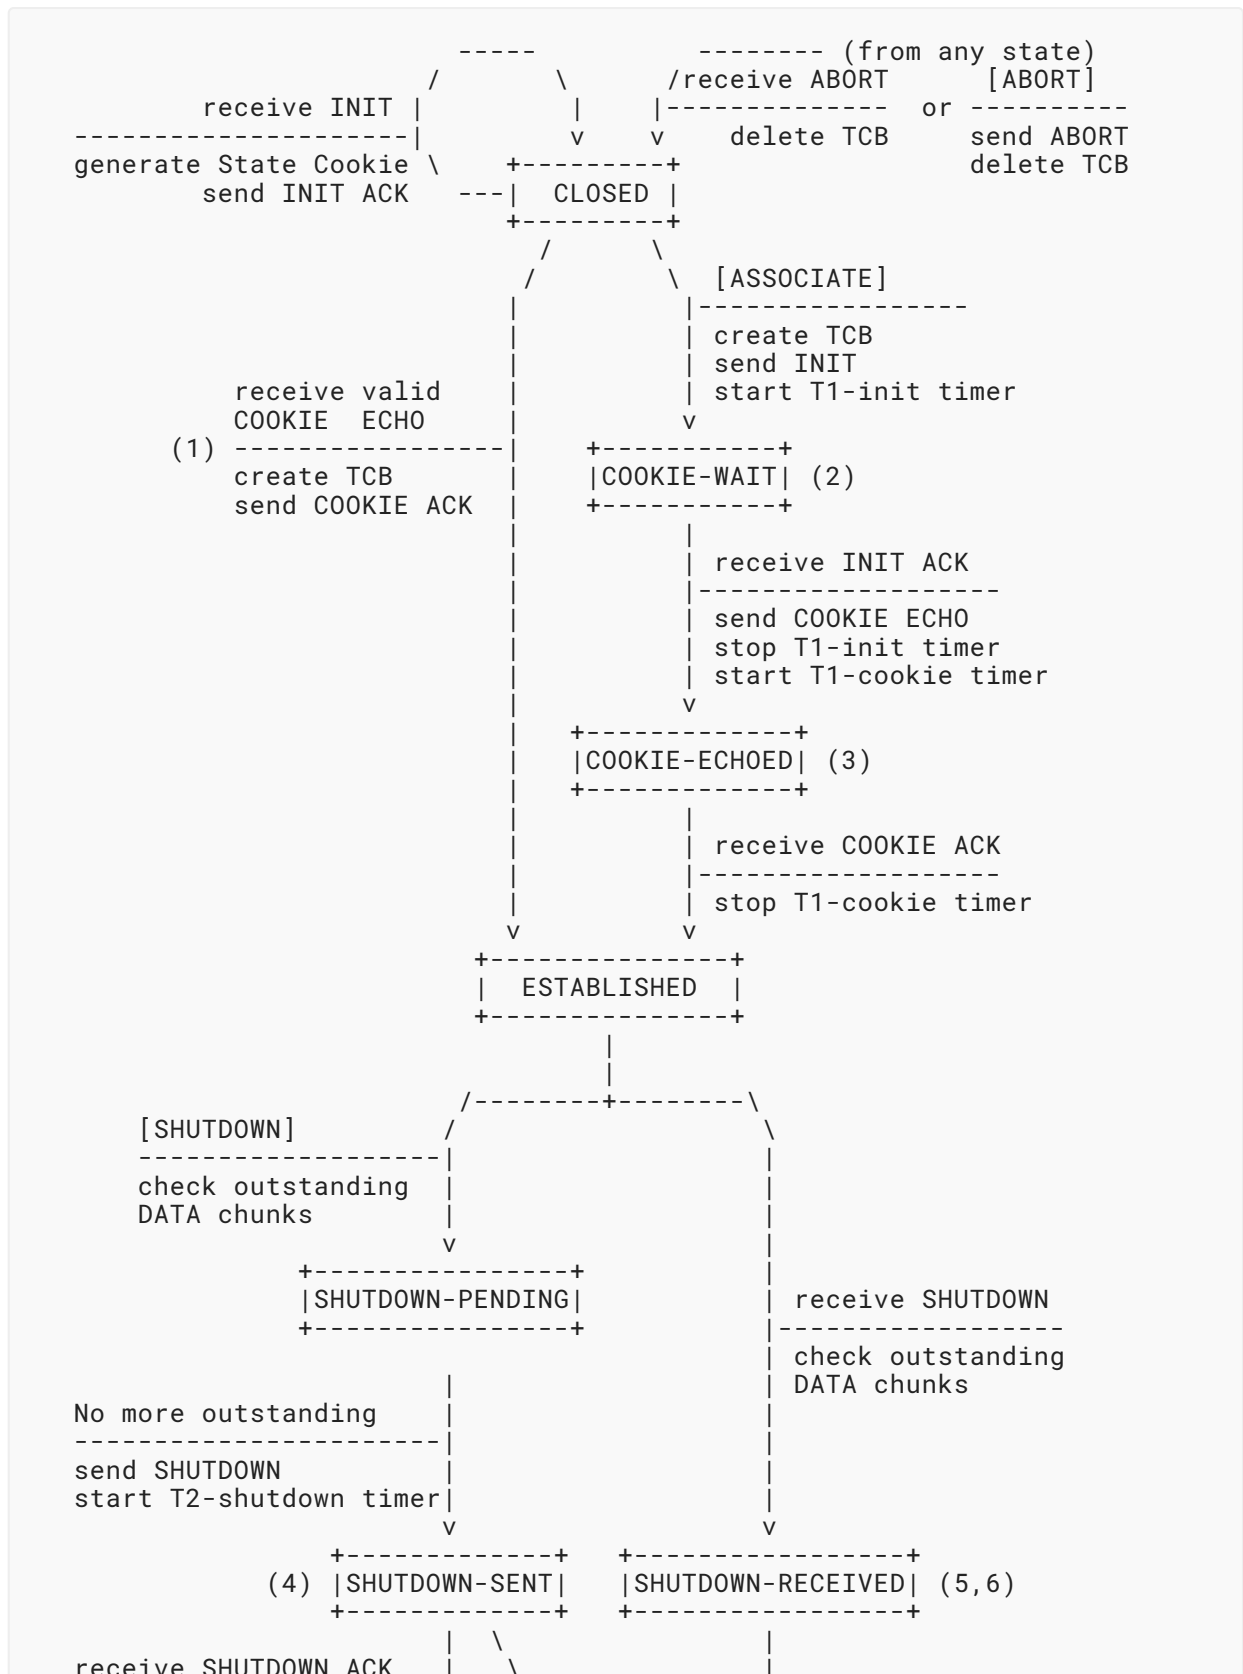 -----          -------- (from any state)
                      /       \      /receive ABORT      [ABORT]
        receive INIT |         |    |--------------  or ----------
---------------------|         v    v    delete TCB     send ABORT
generate State Cookie \    +---------+                  delete TCB
        send INIT ACK   ---|  CLOSED |
                           +---------+
                             /      \
                            /        \  [ASSOCIATE]
                           |          |-----------------
                           |          | create TCB
                           |          | send INIT
          receive valid    |          | start T1-init timer
          COOKIE  ECHO     |          v
      (1) -----------------|    +-----------+
          create TCB       |    |COOKIE-WAIT| (2)
          send COOKIE ACK  |    +-----------+
                           |          |
                           |          | receive INIT ACK
                           |          |-------------------
                           |          | send COOKIE ECHO
                           |          | stop T1-init timer
                           |          | start T1-cookie timer
                           |          v
                           |   +-------------+
                           |   |COOKIE-ECHOED| (3)
                           |   +-------------+
                           |          |
                           |          | receive COOKIE ACK
                           |          |-------------------
                           |          | stop T1-cookie timer
                           v          v
                         +---------------+
                         |  ESTABLISHED  |
                         +---------------+
                                 |
                                 |
                        /--------+--------\
    [SHUTDOWN]         /                   \
    -------------------|                   |
    check outstanding  |                   |
    DATA chunks        |                   |
                       v                   |
              +----------------+           |
              |SHUTDOWN-PENDING|           | receive SHUTDOWN
              +----------------+           |------------------
                                           | check outstanding
                       |                   | DATA chunks
No more outstanding    |                   |
-----------------------|                   |
send SHUTDOWN          |                   |
start T2-shutdown timer|                   |
                       v                   v
                +-------------+   +-----------------+
            (4) |SHUTDOWN-SENT|   |SHUTDOWN-RECEIVED| (5,6)
                +-------------+   +-----------------+
                       |  \                |
receive SHUTDOWN ACK   |   \               |